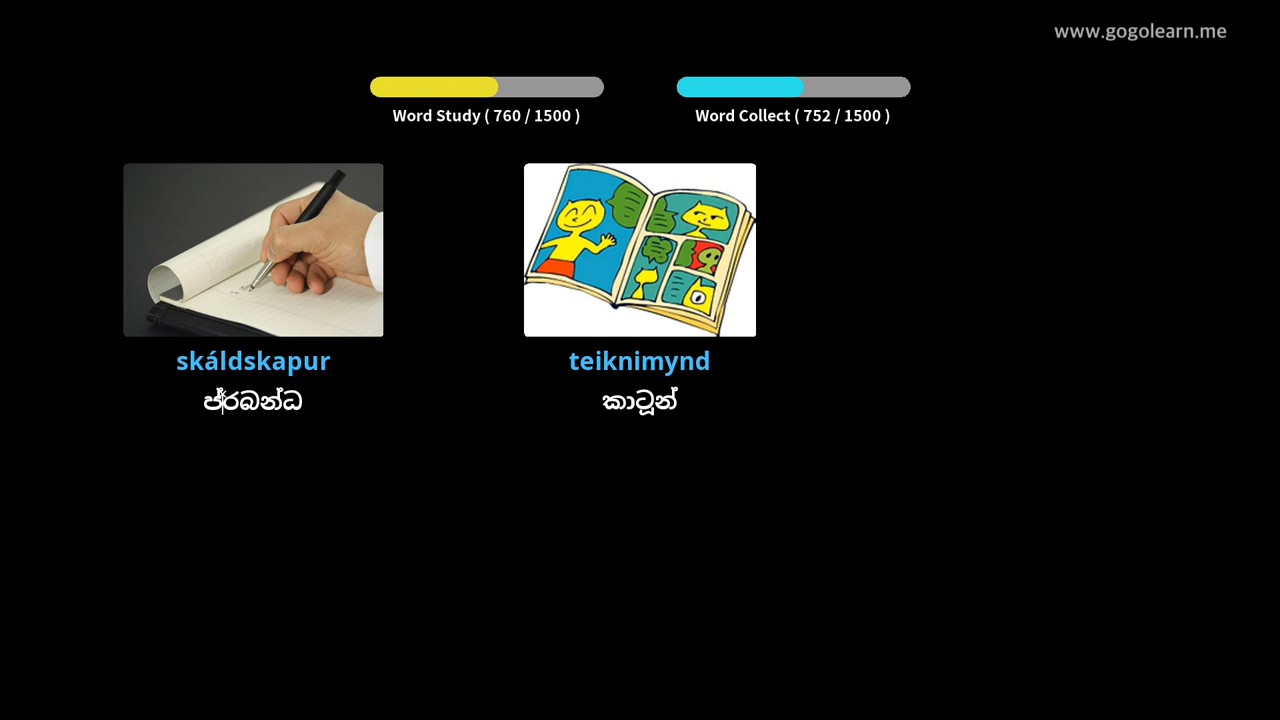 www.gogolearn.me
Word Study ( 760 / 1500 )
Word Collect ( 752 / 1500 )
skáldskapur
ප්‍රබන්ධ
teiknimynd
කාටූන්